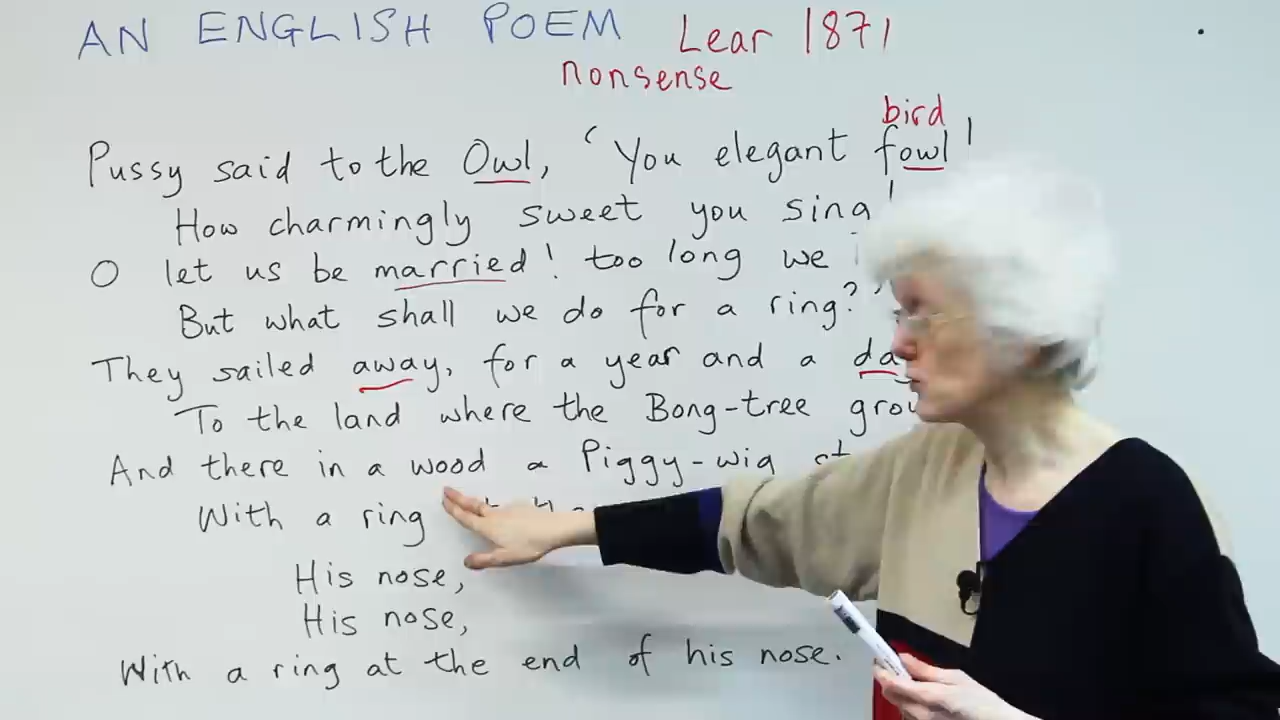 AN ENGLISH POEM Lear 1871
nonsense
bird
Pussy said to the Owl, 'You elegant fowl!
How charmingly sweet you sing!
O let us be married! too long we
But what shall we do for a ring?'
They sailed away, for a year and a
To the land where the Bong-tree
And there in a wood a Piggy-wig
With a ring
His nose,
His nose,
With a ring at the end of his nose.